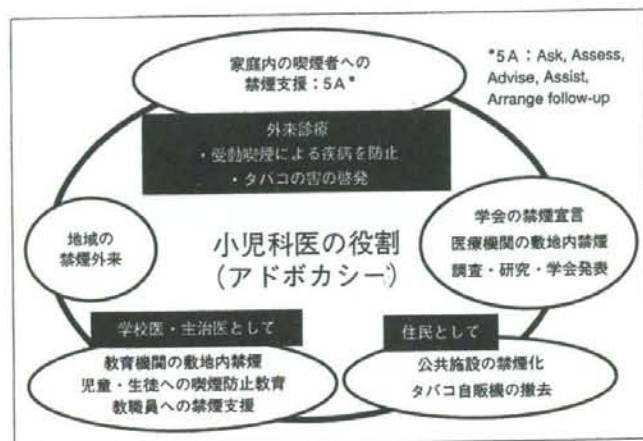 家庭内の喫煙者への
禁煙支援：5A*
*5A：Ask, Assess,
Advise, Assist,
Arrange follow-up
外来診療
・受動喫煙による疾病を防止
・タバコの害の啓発
地域の
禁煙外来
小児科医の役割
（アドボカシー）
学会の禁煙宣言
医療機関の敷地内禁煙
調査・研究・学会発表
学校医・主治医として
教育機関の敷地内禁煙
児童・生徒への喫煙防止教育
教職員への禁煙支援
住民として
公共施設の禁煙化
タバコ自販機の撤去